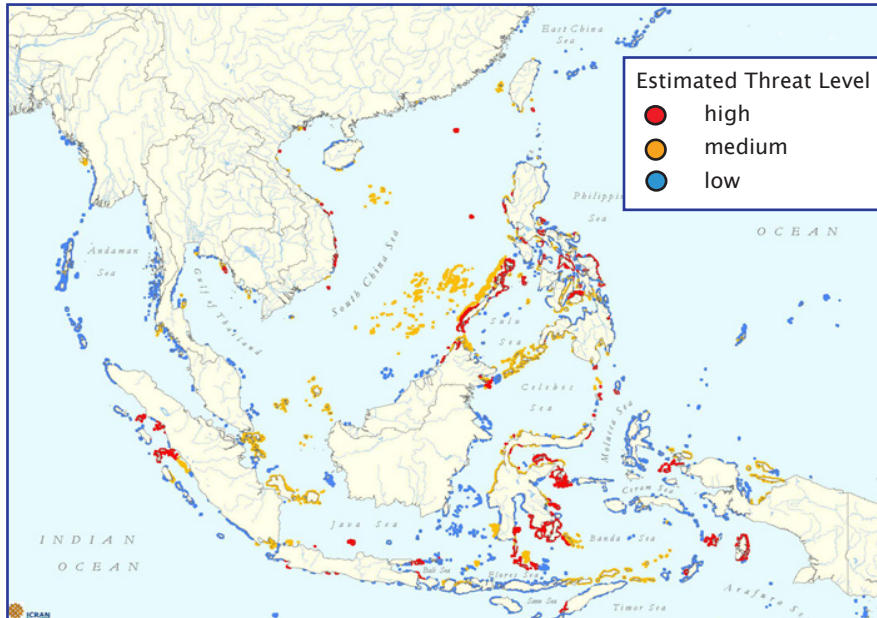 East China
Sea
Estimated Threat Level
high
medium
low
Philippin
Sea
OCEAN
Andaman
Sea
Gulf of Thailand
South China Sea
Sulu
Sea
Celebes
Sea
Molucca Sea
Ceram Sea
Java Sea
Banda Sea
INDIAN
OCEAN
Bali Sea
Flores Sea
Savu Sea
Timor Sea
Arafura Se
ICRAN